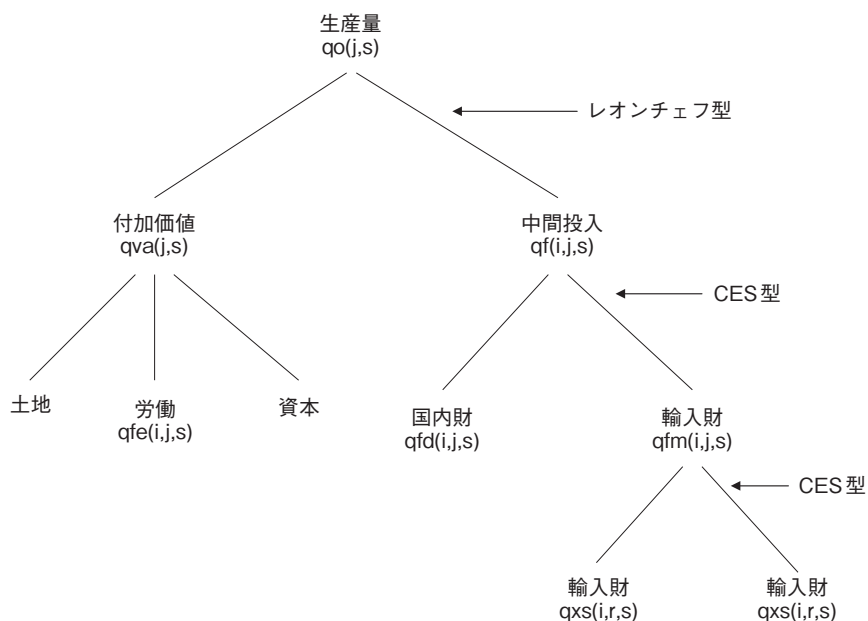 生産量
qo(j,s)
レオンチェフ型
付加価値
qva(j,s)
中間投入
qf(i,j,s)
CES型
土地
労働
qfe(i,j,s)
資本
国内財
qfd(i,j,s)
輸入財
qfm(i,j,s)
CES型
輸入財
qxs(i,r,s)
輸入財
qxs(i,r,s)